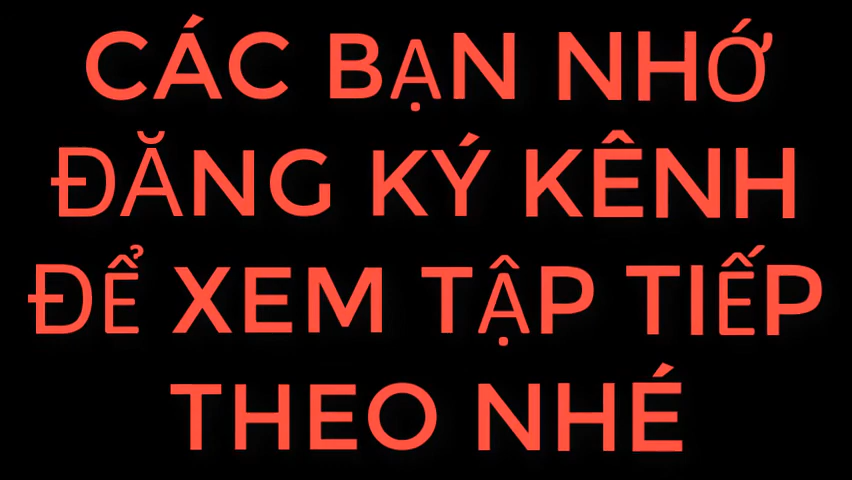 CÁC BẠN NHỚ
ĐĂNG KÝ KÊNH
ĐỂ XEM TẬP TIẾP
THEO NHÉ